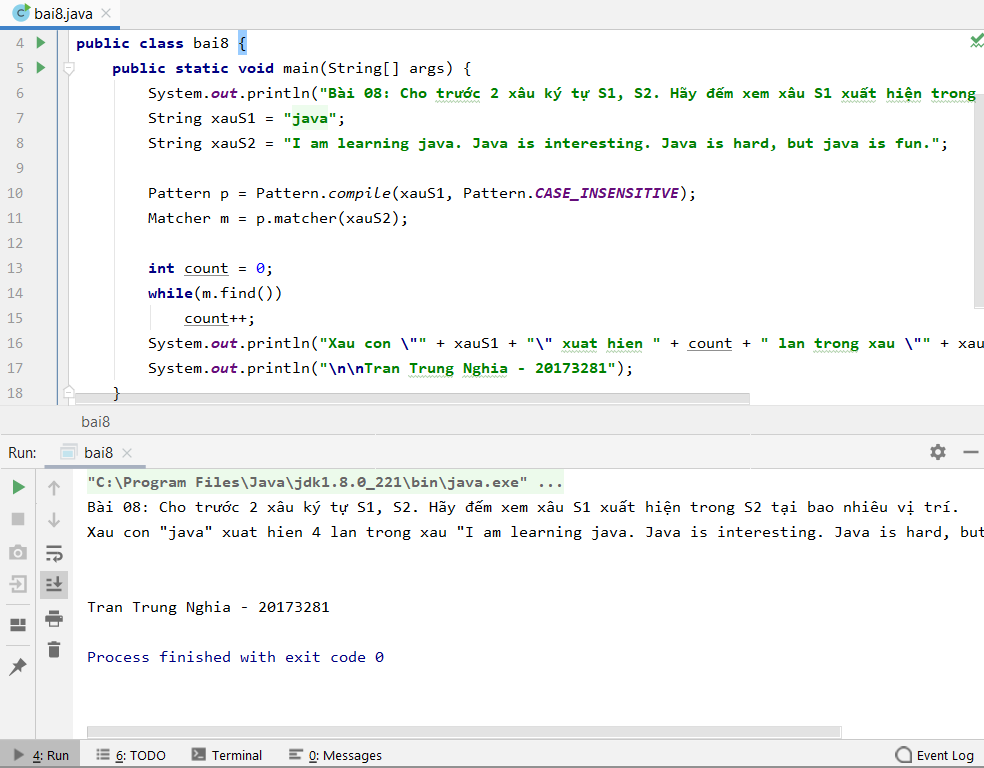 bai8.java
4 public class bai8 {
5 public static void main(String[] args) {
6 System.out.println("Bài 08: Cho trước 2 xâu ký tự S1, S2. Hãy đếm xem xâu S1 xuất hiện trong
7 String xauS1 = "java";
8 String xauS2 = "I am learning java. Java is interesting. Java is hard, but java is fun.";
9
10 Pattern p = Pattern.compile(xauS1, Pattern.CASE_INSENSITIVE);
11 Matcher m = p.matcher(xauS2);
12
13 int count = 0;
14 while(m.find())
15 count++;
16 System.out.println("Xau con \"" + xauS1 + "\" xuat hien " + count + " lan trong xau \"" + xau
17 System.out.println("\n\nTran Trung Nghia - 20173281");
18 }
bai8
Run: bai8
"C:\Program Files\Java\jdk1.8.0_221\bin\java.exe" ...
Bài 08: Cho trước 2 xâu ký tự S1, S2. Hãy đếm xem xâu S1 xuất hiện trong S2 tại bao nhiêu vị trí.
Xau con "java" xuat hien 4 lan trong xau "I am learning java. Java is interesting. Java is hard, but
Tran Trung Nghia - 20173281
Process finished with exit code 0
4: Run 6: TODO Terminal 0: Messages Event Log